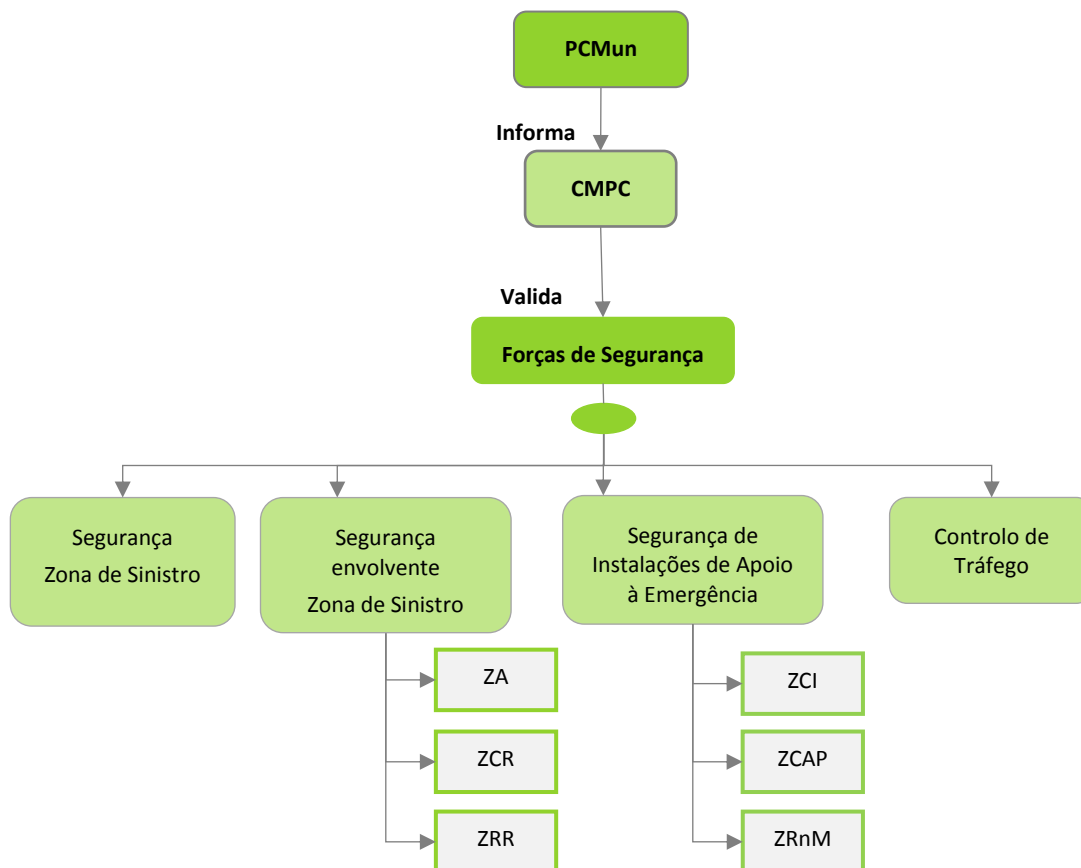 PCMun
Informa
CMPC
Valida
Forças de Segurança
Segurança
Zona de Sinistro
Segurança
envolvente
Zona de Sinistro
Segurança de
Instalações de Apoio
à Emergência
Controlo de
Tráfego
ZA
ZCR
ZRR
ZCI
ZCAP
ZRnM